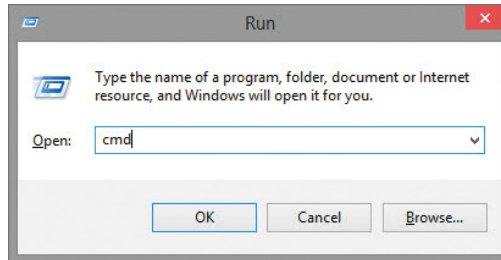 Run
Type the name of a program, folder, document or Internet
resource, and Windows will open it for you.
Open: cmd
OK Cancel Browse...